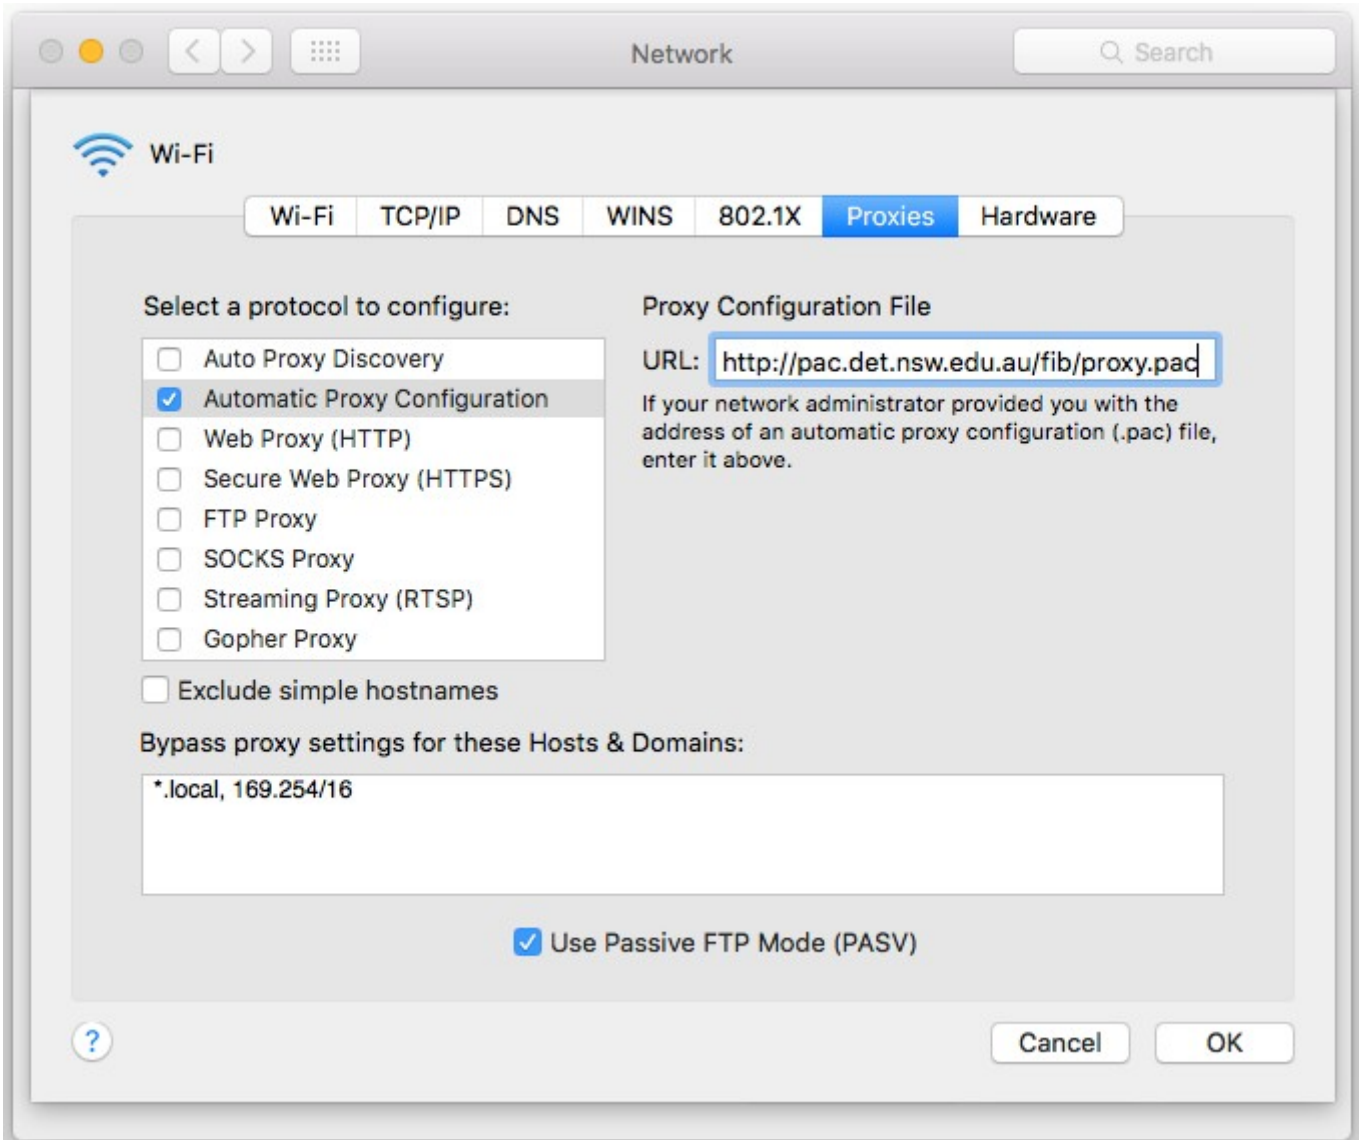 Network
Search
Wi-Fi
Wi-Fi TCP/IP DNS WINS 802.1X Proxies Hardware
Select a protocol to configure:
Auto Proxy Discovery
Automatic Proxy Configuration
Web Proxy (HTTP)
Secure Web Proxy (HTTPS)
FTP Proxy
SOCKS Proxy
Streaming Proxy (RTSP)
Gopher Proxy
Exclude simple hostnames
Proxy Configuration File
URL: http://pac.det.nsw.edu.au/fib/proxy.pac
If your network administrator provided you with the
address of an automatic proxy configuration (.pac) file,
enter it above.
Bypass proxy settings for these Hosts & Domains:
*.local, 169.254/16
Use Passive FTP Mode (PASV)
?
Cancel
OK